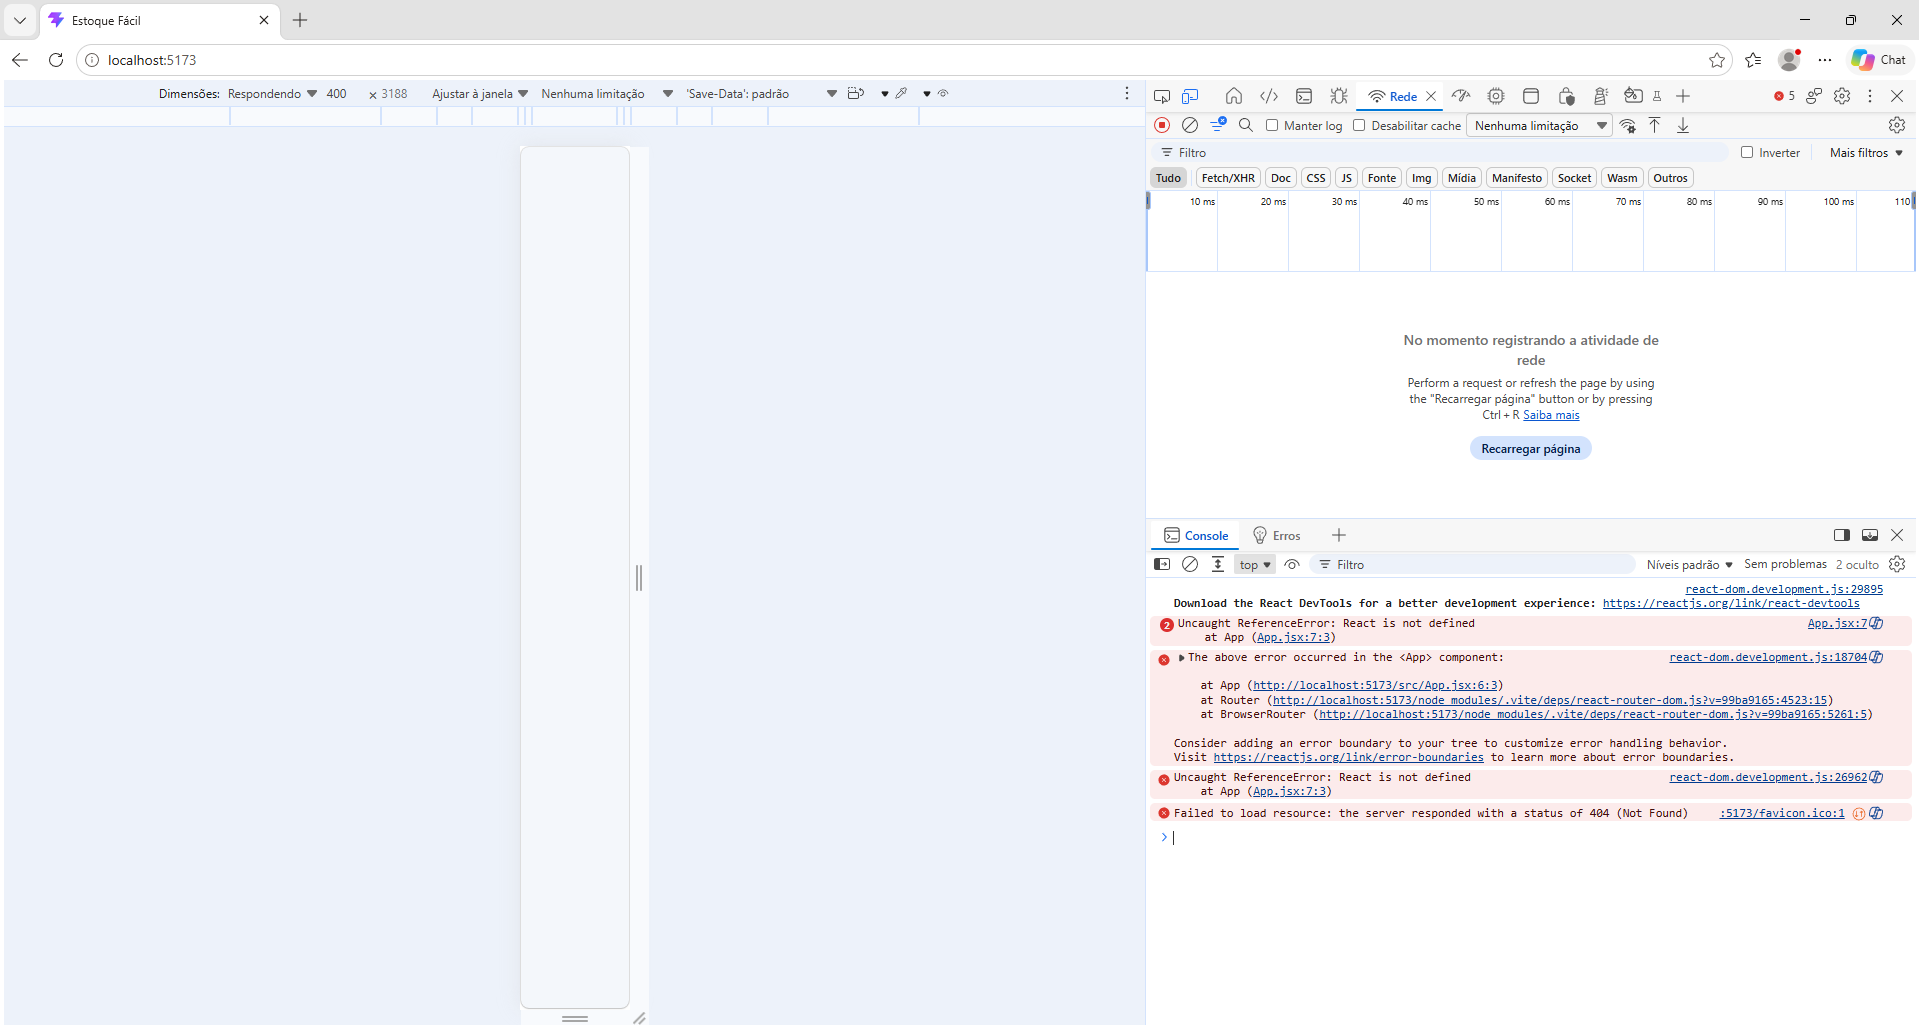 Estoque Fácil
localhost:5173
Chat
Dimensões: Respondendo 400 × 3188 Ajustar à janela Nenhuma limitação 'Save-Data': padrão
Rede
5
Manter log Desabilitar cache Nenhuma limitação
Filtro
Inverter
Mais filtros
Tudo Fetch/XHR Doc CSS JS Fonte Img Mídia Manifesto Socket Wasm Outros
10 ms 20 ms 30 ms 40 ms 50 ms 60 ms 70 ms 80 ms 90 ms 100 ms 110
No momento registrando a atividade de
rede
Perform a request or refresh the page by using
the "Recarregar página" button or by pressing
Ctrl + R Saiba mais
Recarregar página
Console Erros
top Filtro Níveis padrão Sem problemas 2 oculto
react-dom.development.js:29895
Download the React DevTools for a better development experience: https://reactjs.org/link/react-devtools
2 Uncaught ReferenceError: React is not defined App.jsx:7
at App (App.jsx:7:3)
The above error occurred in the <App> component: react-dom.development.js:18704
at App (http://localhost:5173/src/App.jsx:6:3)
at Router (http://localhost:5173/node_modules/.vite/deps/react-router-dom.js?v=99ba9165:4523:15)
at BrowserRouter (http://localhost:5173/node_modules/.vite/deps/react-router-dom.js?v=99ba9165:5261:5)
Consider adding an error boundary to your tree to customize error handling behavior.
Visit https://reactjs.org/link/error-boundaries to learn more about error boundaries.
Uncaught ReferenceError: React is not defined react-dom.development.js:26962
at App (App.jsx:7:3)
Failed to load resource: the server responded with a status of 404 (Not Found) :5173/favicon.ico:1